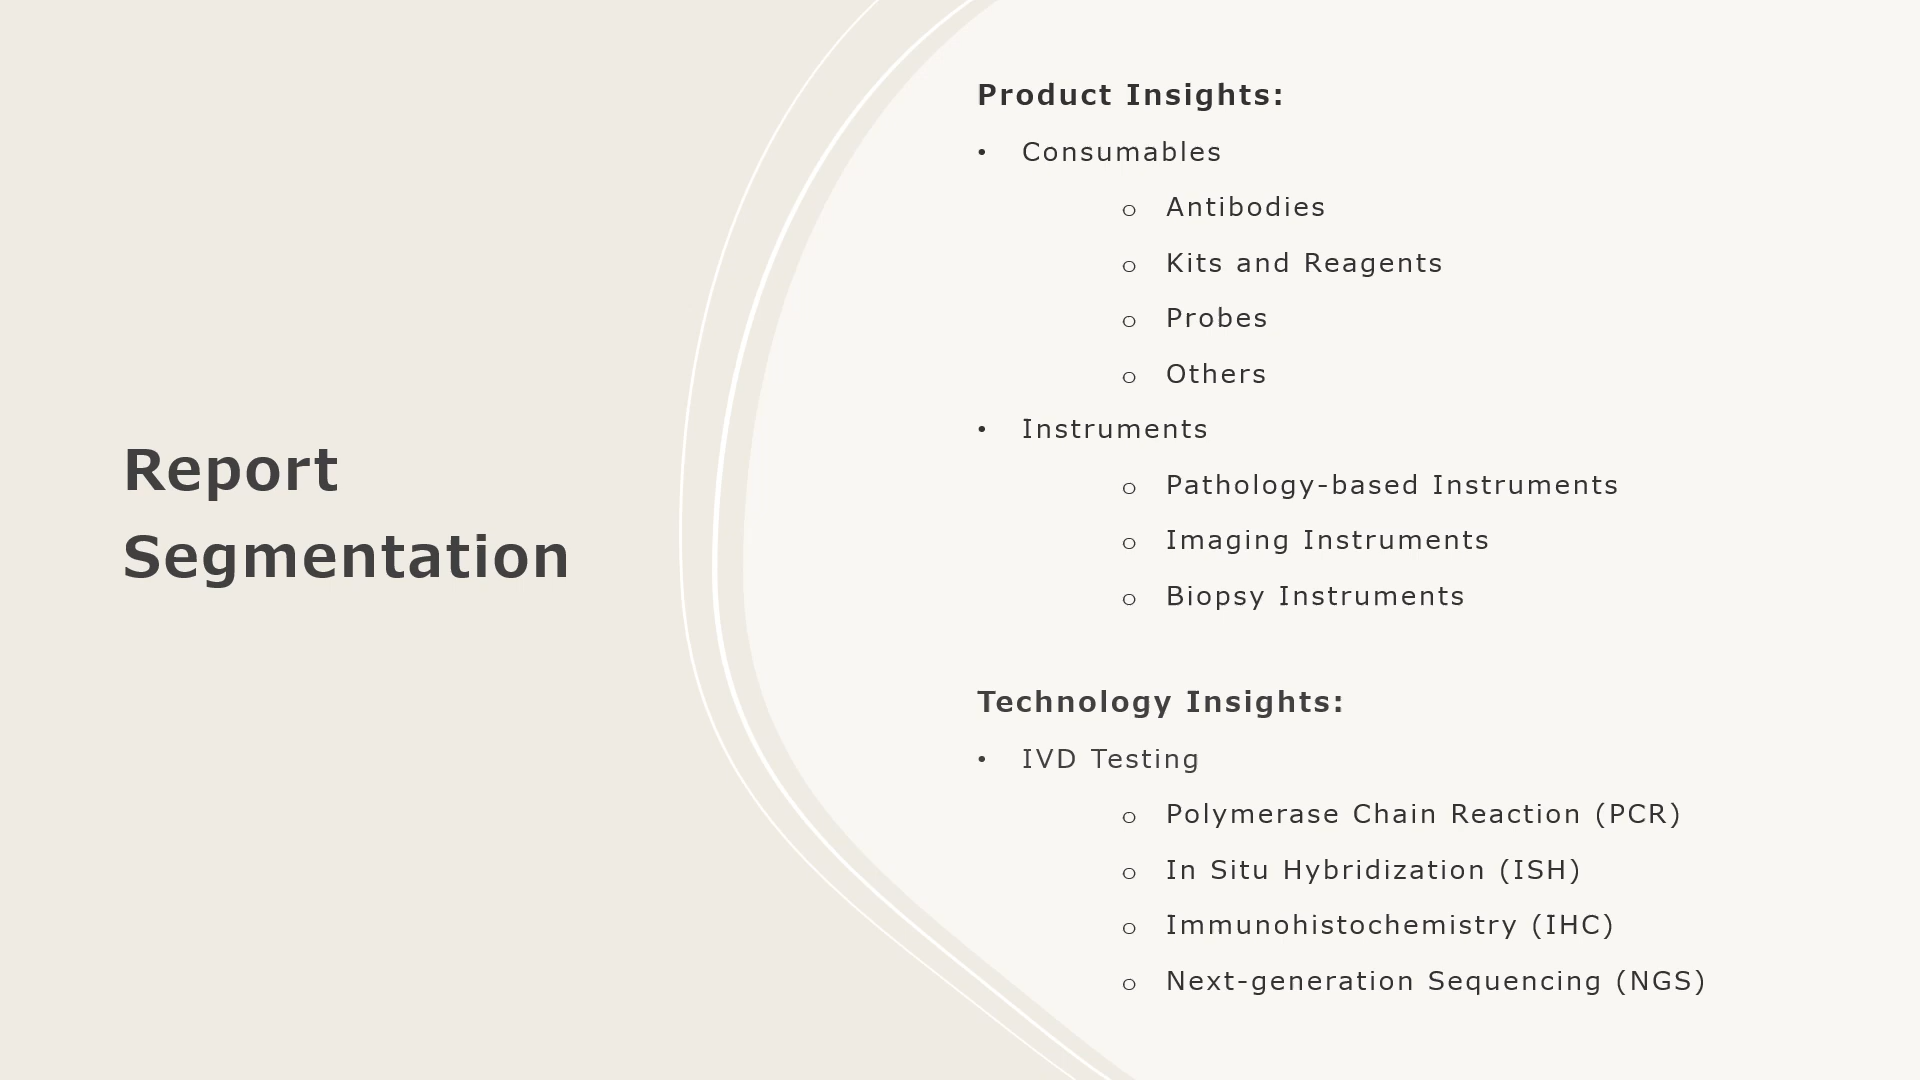 Report
Segmentation
Product Insights:
• Consumables
o Antibodies
o Kits and Reagents
o Probes
o Others
• Instruments
o Pathology-based Instruments
o Imaging Instruments
o Biopsy Instruments
Technology Insights:
• IVD Testing
o Polymerase Chain Reaction (PCR)
o In Situ Hybridization (ISH)
o Immunohistochemistry (IHC)
o Next-generation Sequencing (NGS)